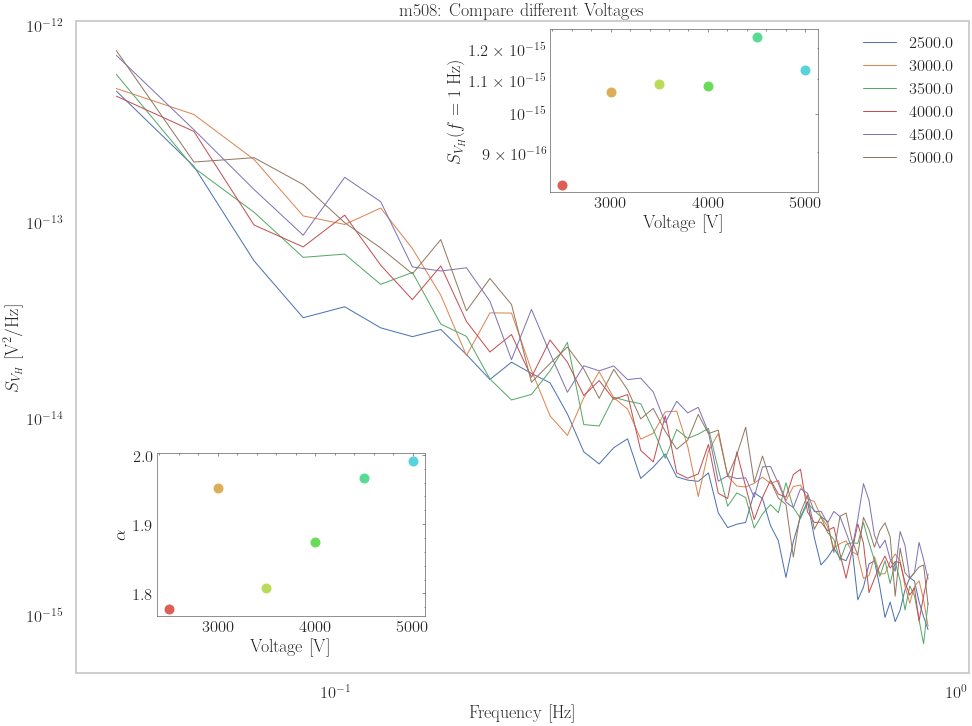 m508: Compare different Voltages
10⁻¹²
10⁻¹³
10⁻¹⁴
10⁻¹⁵
S_{V_H} [V²/Hz]
10⁻¹
10⁰
Frequency [Hz]
2500.0
3000.0
3500.0
4000.0
4500.0
5000.0
1.2 × 10⁻¹⁵
1.1 × 10⁻¹⁵
10⁻¹⁵
9 × 10⁻¹⁶
S_{V_H}(f = 1 Hz)
3000 4000 5000
Voltage [V]
2.0
1.9
1.8
α
3000 4000 5000
Voltage [V]